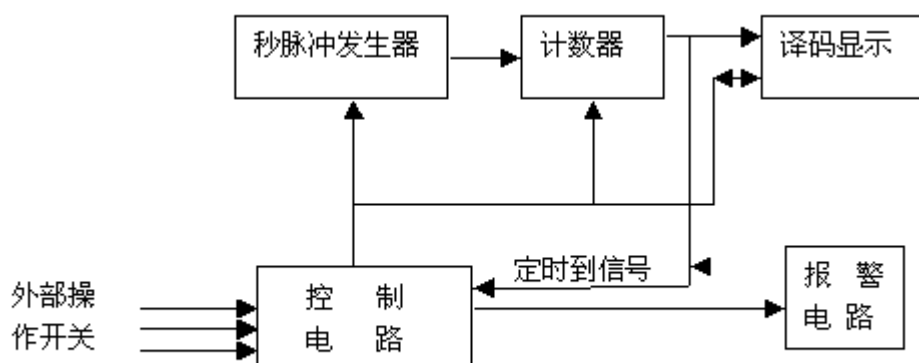 秒脉冲发生器
计数器
译码显示
定时到信号
外部操
作开关
控 制
电 路
报 警
电 路